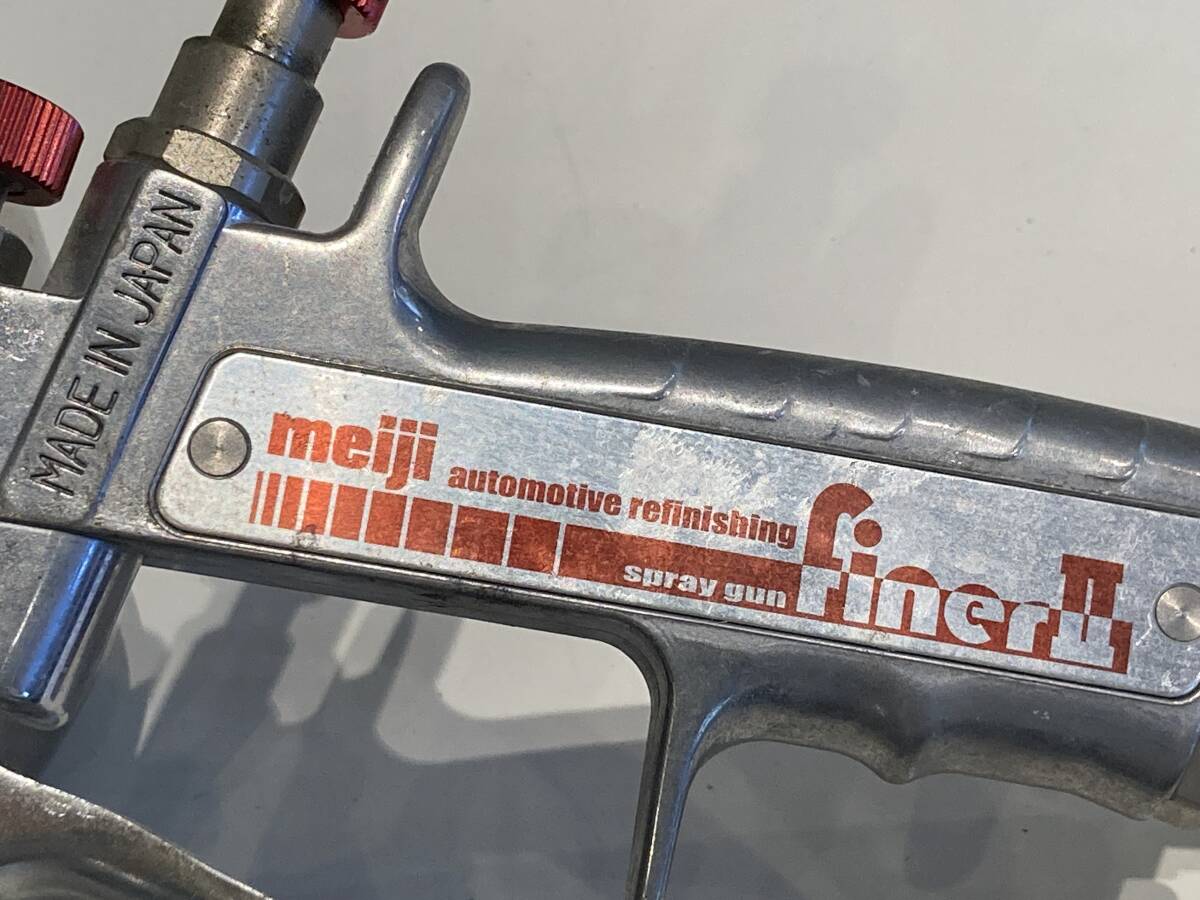 MADE IN JAPAN
meiji
automotive refinishing
spray gun
finer II